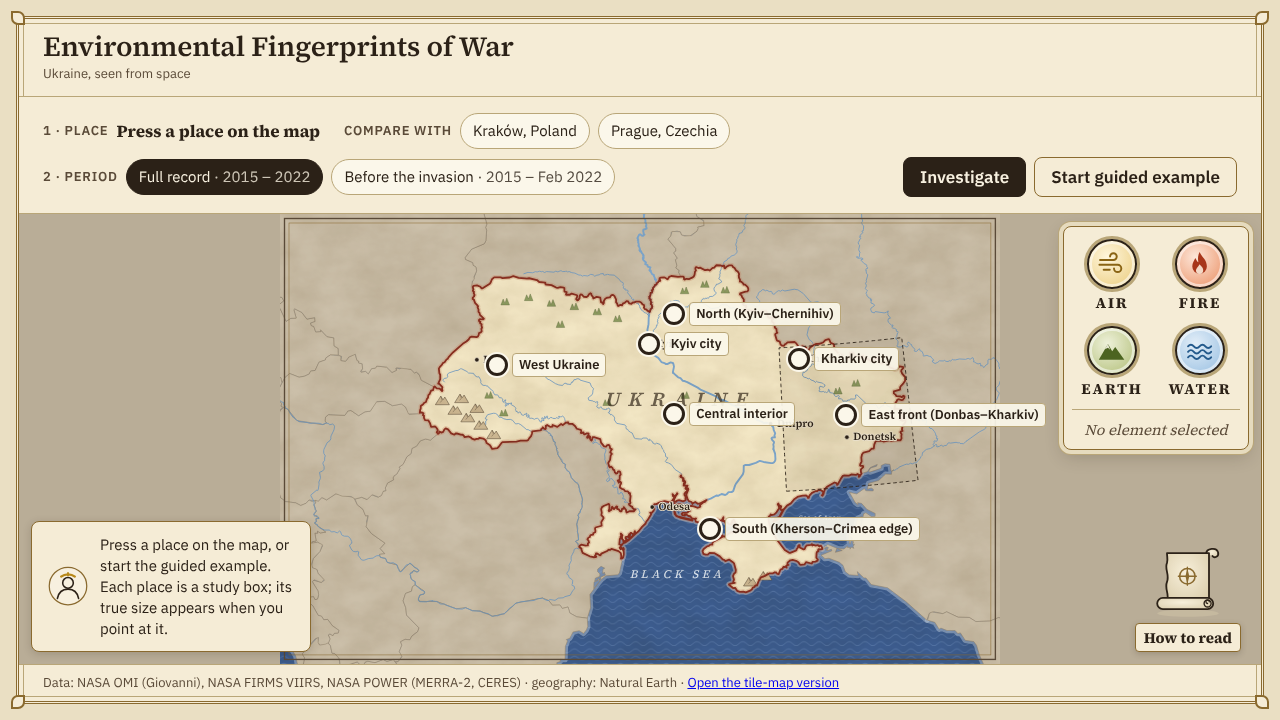 Environmental Fingerprints of War
Ukraine, seen from space
1 · PLACE Press a place on the map COMPARE WITH Kraków, Poland Prague, Czechia
2 · PERIOD Full record · 2015 – 2022 Before the invasion · 2015 – Feb 2022 Investigate Start guided example
North (Kyiv–Chernihiv)
Kyiv city
Kharkiv city
West Ukraine
UKRAINE
Central interior
East front (Donbas–Kharkiv)
Donetsk
Odesa
South (Kherson–Crimea edge)
BLACK SEA
AIR FIRE
EARTH WATER
No element selected
Press a place on the map, or
start the guided example.
Each place is a study box; its
true size appears when you
point at it.
How to read
Data: NASA OMI (Giovanni), NASA FIRMS VIIRS, NASA POWER (MERRA-2, CERES) · geography: Natural Earth · Open the tile-map version